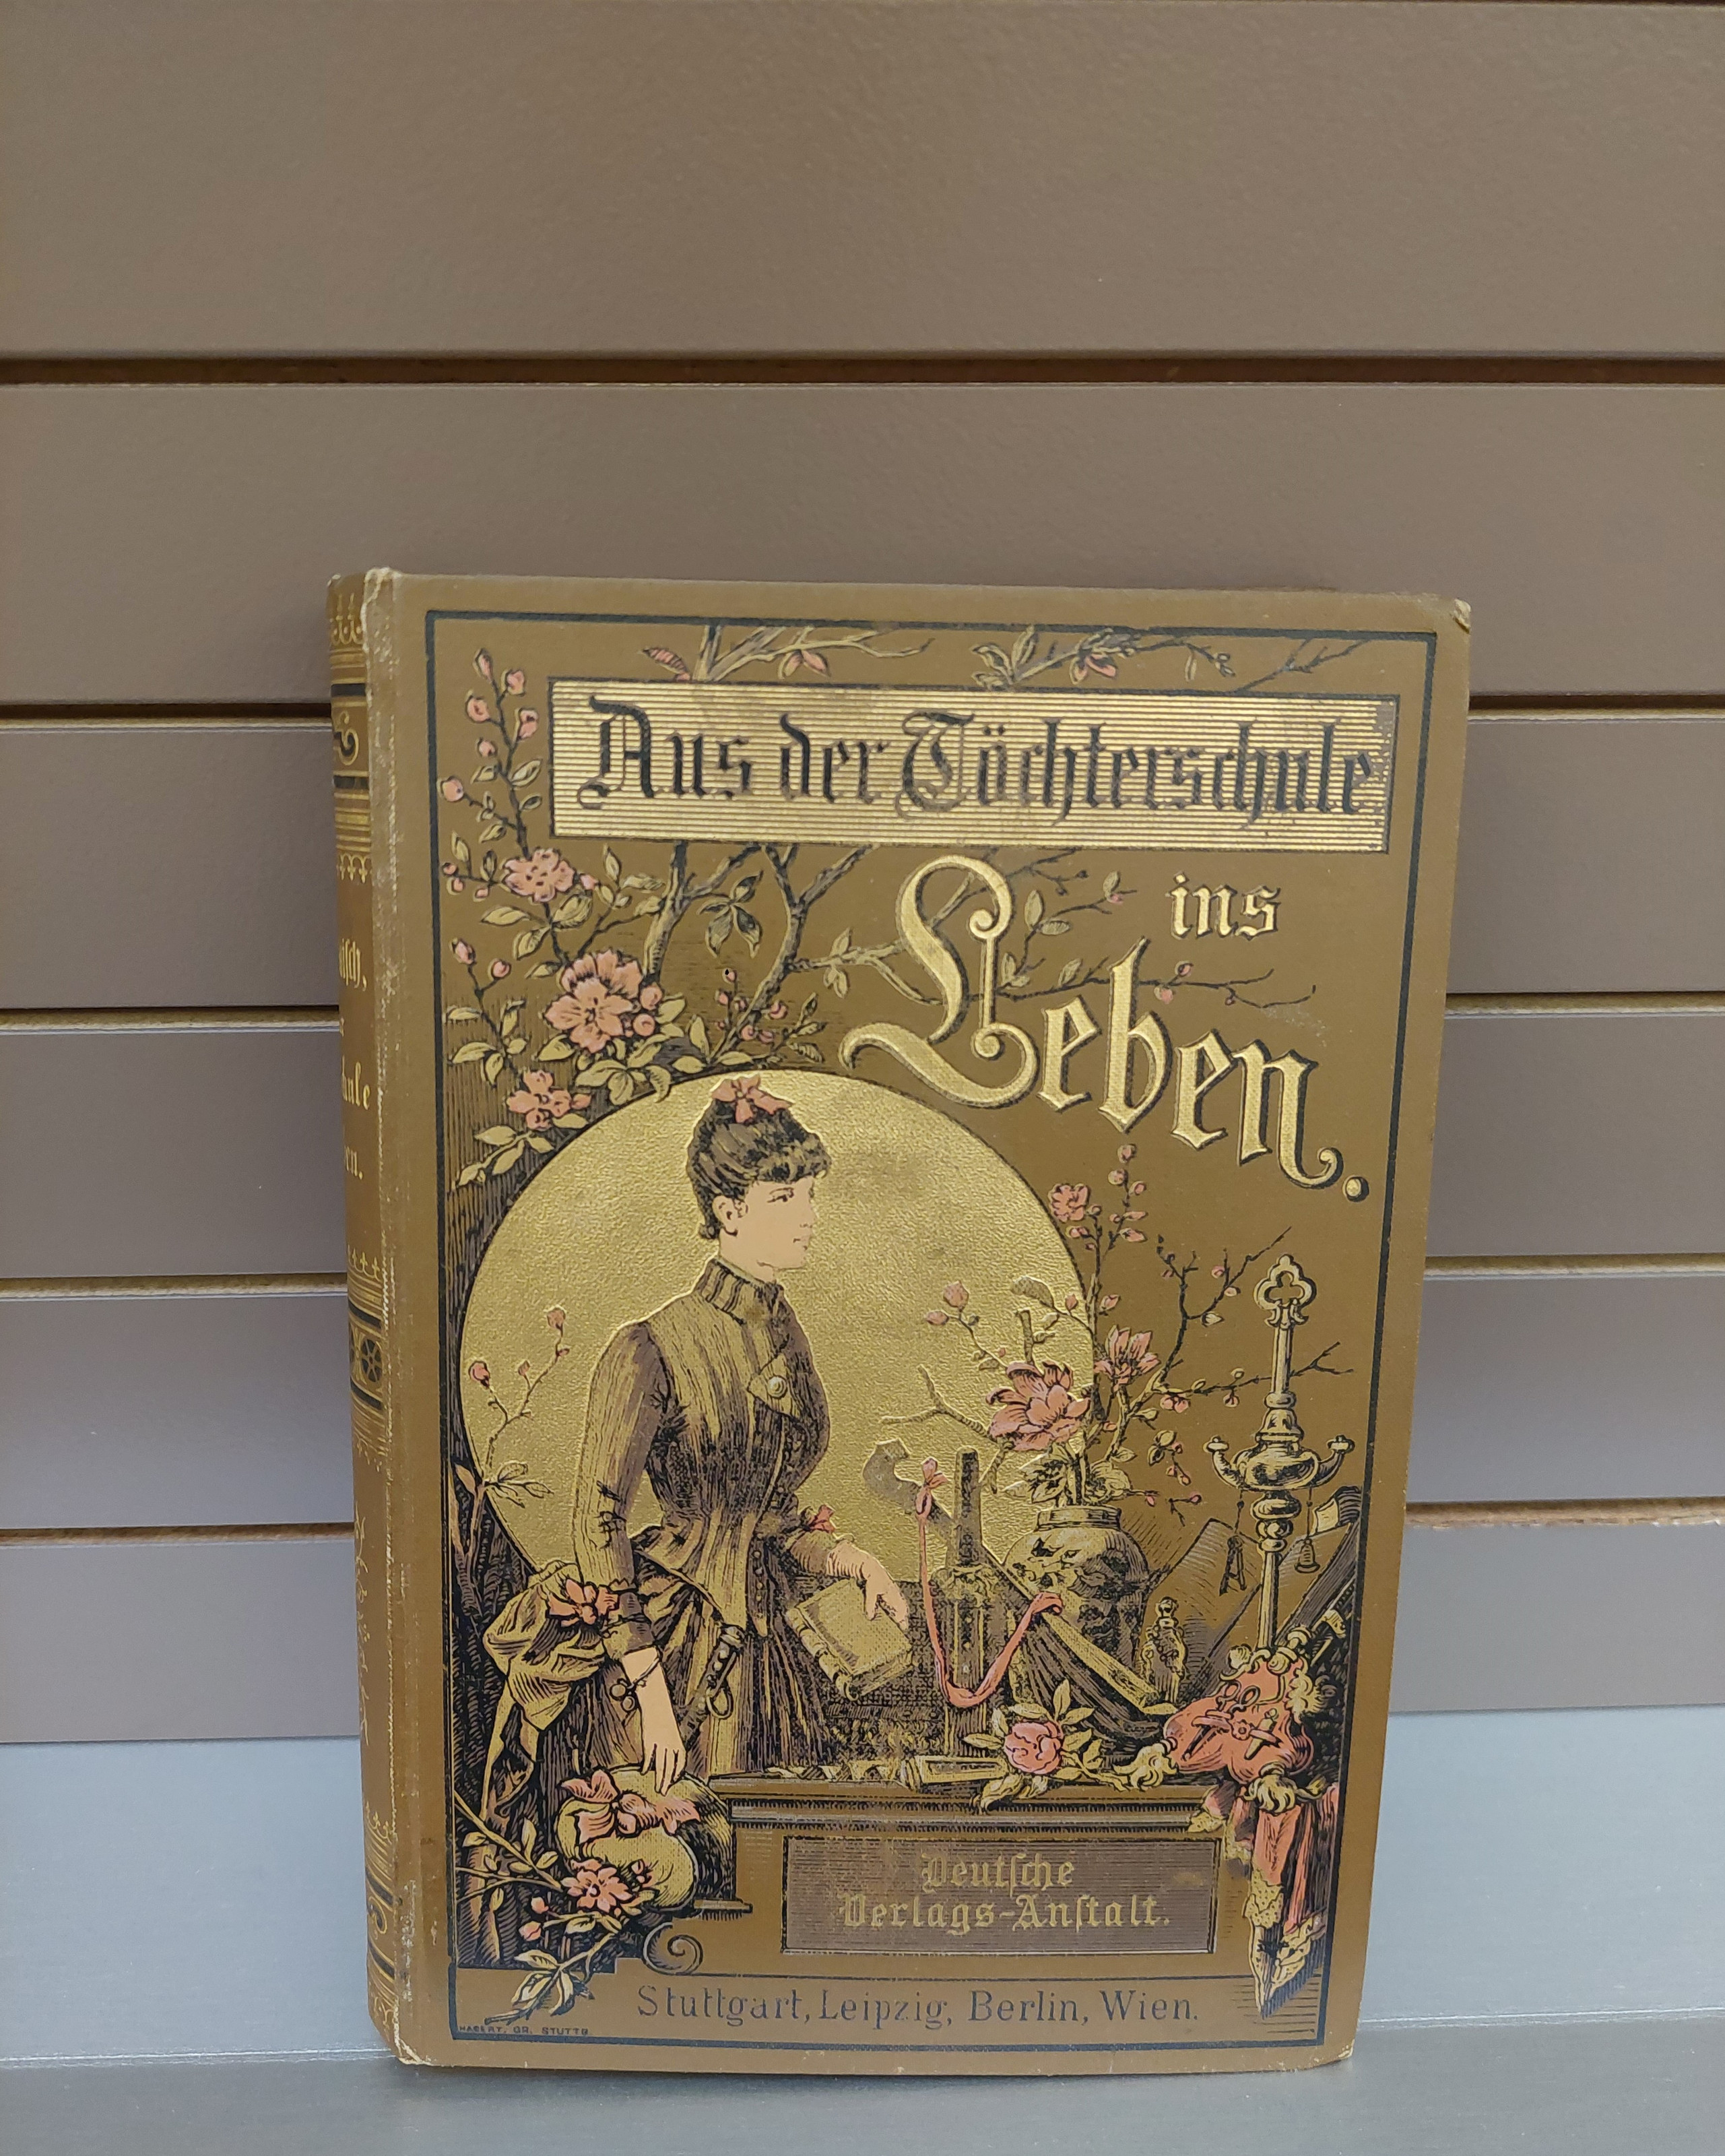 Aus der Töchterschule
ins
Leben.
Deutſche
Verlags-Anſtalt.
Stuttgart, Leipzig, Berlin, Wien.